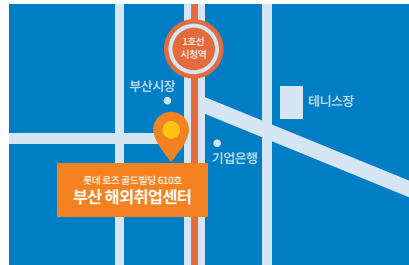 1호선
시청역
부산시장
테니스장
기업은행
롯데 로즈 골드빌딩 610호
부산 해외취업센터